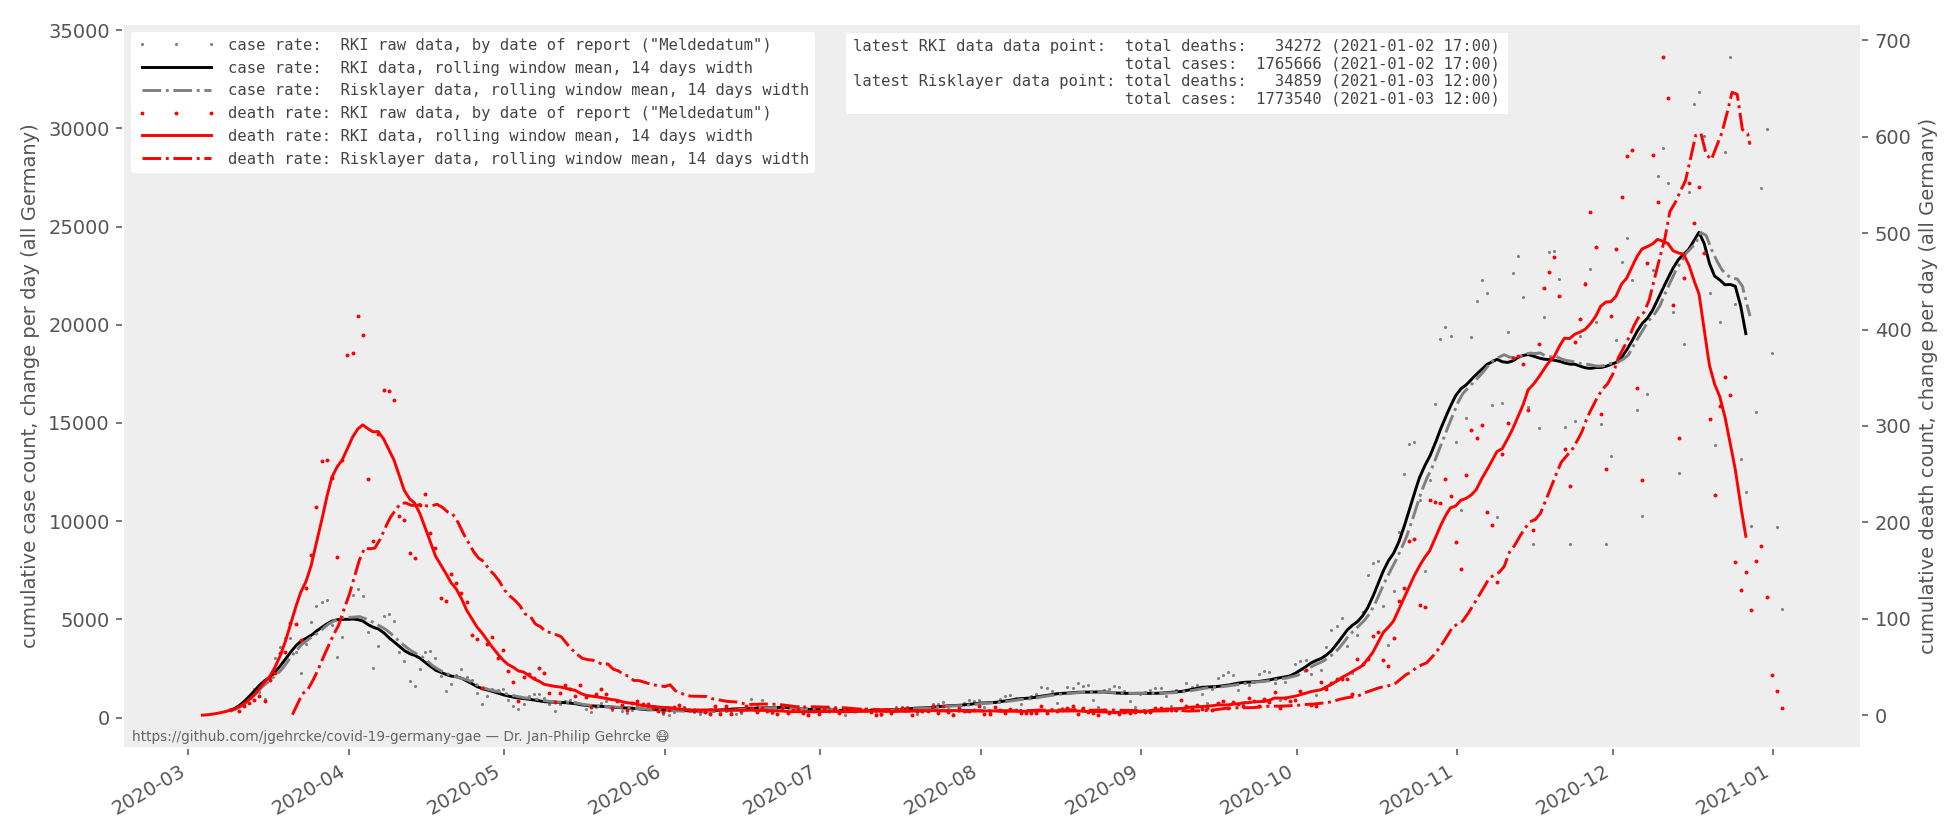 35000
30000
25000
20000
15000
10000
5000
0
cumulative case count, change per day (all Germany)
case rate:  RKI raw data, by date of report ("Meldedatum")
case rate:  RKI data, rolling window mean, 14 days width
case rate:  Risklayer data, rolling window mean, 14 days width
death rate: RKI raw data, by date of report ("Meldedatum")
death rate: RKI data, rolling window mean, 14 days width
death rate: Risklayer data, rolling window mean, 14 days width
latest RKI data data point:  total deaths:   34272 (2021-01-02 17:00)
total cases:  1765666 (2021-01-02 17:00)
latest Risklayer data point: total deaths:   34859 (2021-01-03 12:00)
total cases:  1773540 (2021-01-03 12:00)
700
600
500
400
300
200
100
0
cumulative death count, change per day (all Germany)
https://github.com/jgehrcke/covid-19-germany-gae — Dr. Jan-Philip Gehrcke 😷
2020-03
2020-04
2020-05
2020-06
2020-07
2020-08
2020-09
2020-10
2020-11
2020-12
2021-01